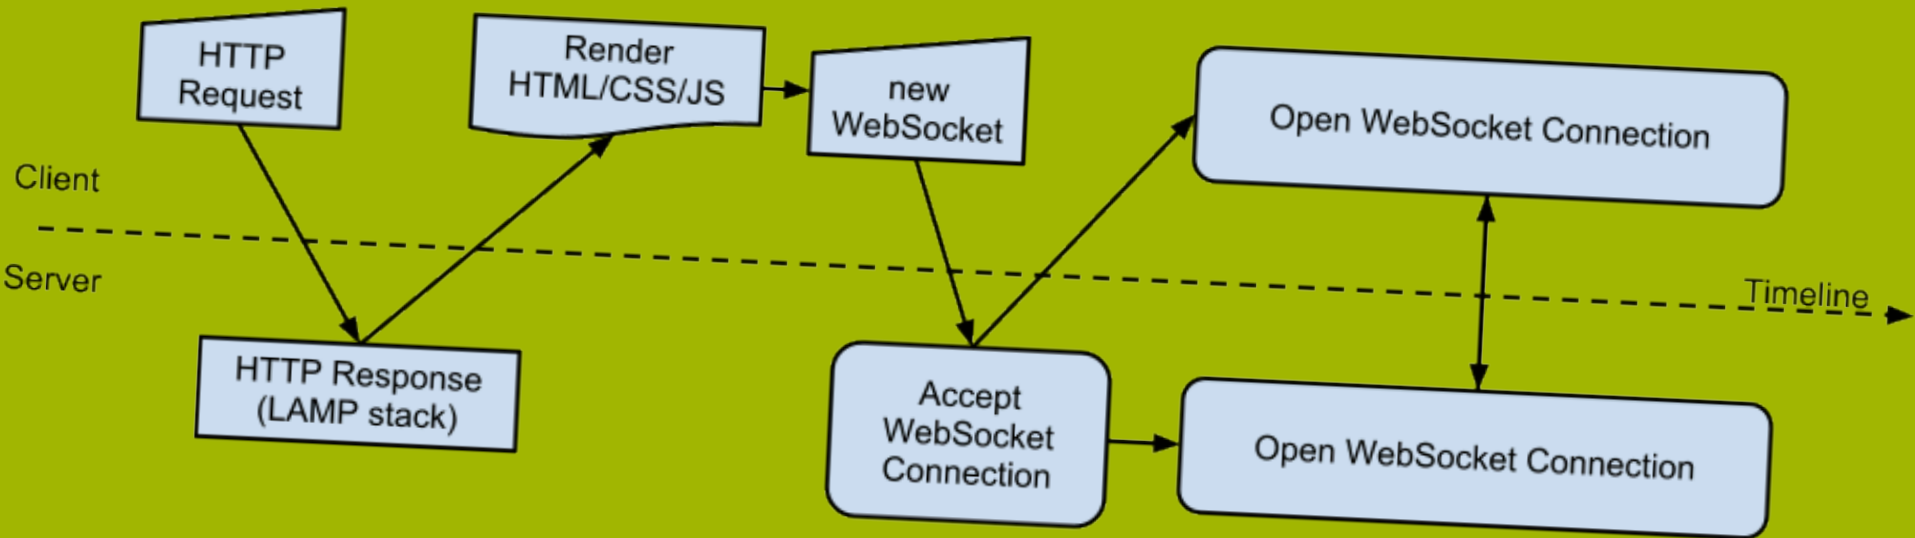 HTTP
Request
Render
HTML/CSS/JS
new
WebSocket
Open WebSocket Connection
Client
Server
Timeline
HTTP Response
(LAMP stack)
Accept
WebSocket
Connection
Open WebSocket Connection